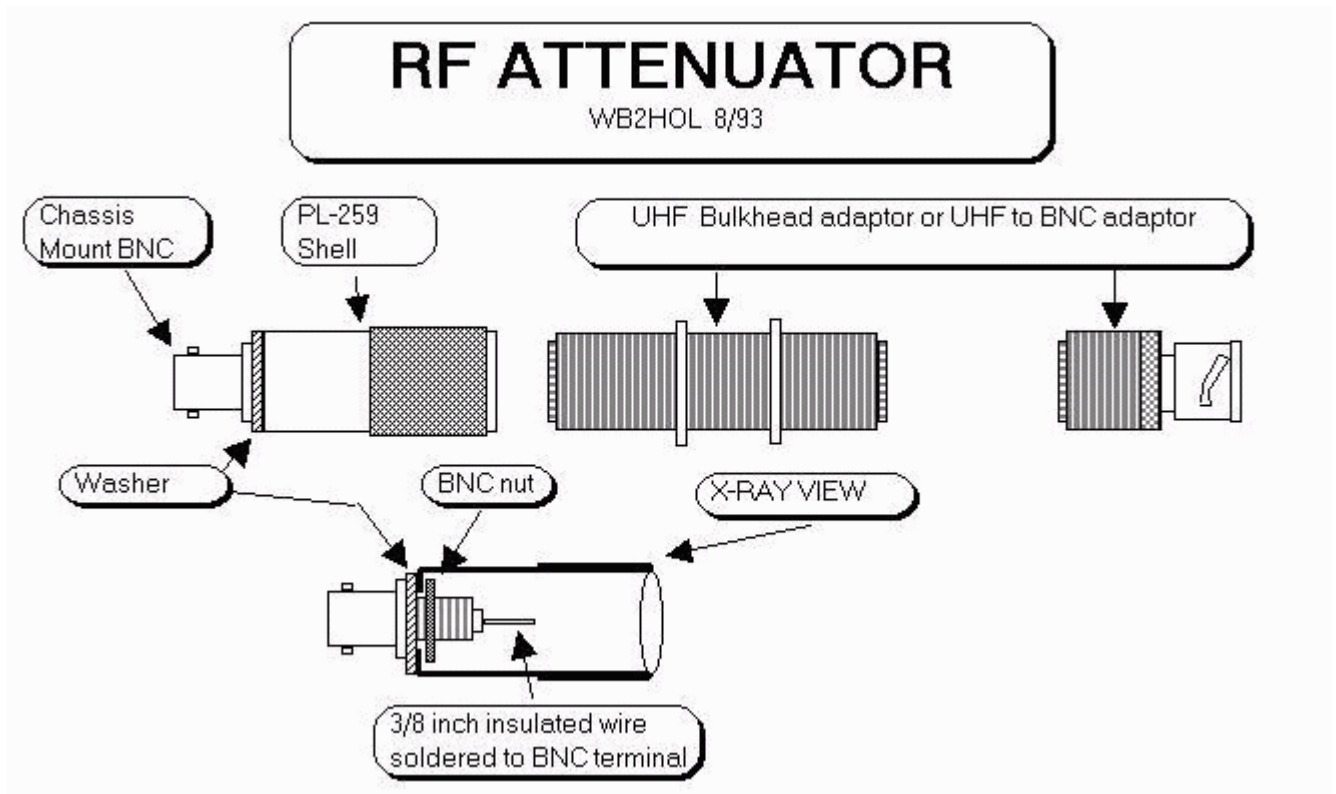 RF ATTENUATOR
WB2HOL 8/93
Chassis
Mount BNC
PL-259
Shell
UHF Bulkhead adaptor or UHF to BNC adaptor
Washer
BNC nut
X-RAY VIEW
3/8 inch insulated wire
soldered to BNC terminal